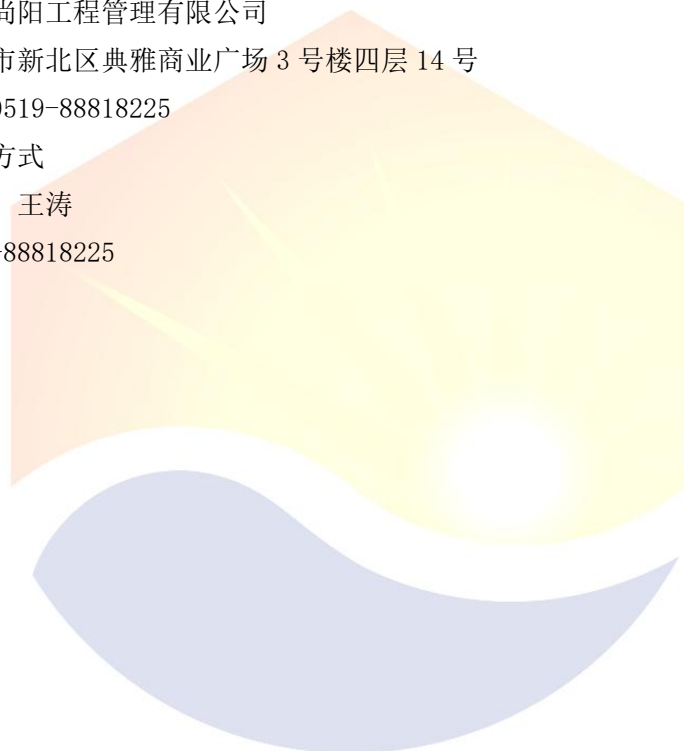 尚阳工程管理有限公司
市新北区典雅商业广场 3 号楼四层 14 号
0519-88818225
方式
王涛
-88818225